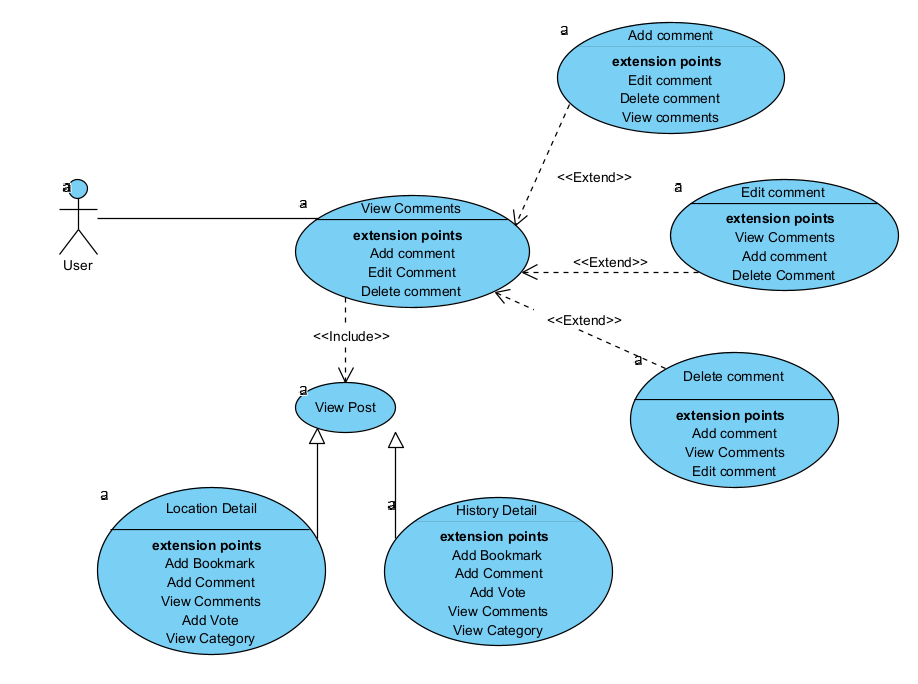 a
Add comment
extension points
Edit comment
Delete comment
View comments
<<Extend>>
a
User
a
View Comments
extension points
Add comment
Edit Comment
Delete comment
a
Edit comment
extension points
View Comments
Add comment
Delete Comment
<<Extend>>
<<Extend>>
<<Include>>
a
Delete comment
extension points
Add comment
View Comments
Edit comment
a
View Post
a
Location Detail
extension points
Add Bookmark
Add Comment
View Comments
Add Vote
View Category
a
History Detail
extension points
Add Bookmark
Add Comment
Add Vote
View Comments
View Category